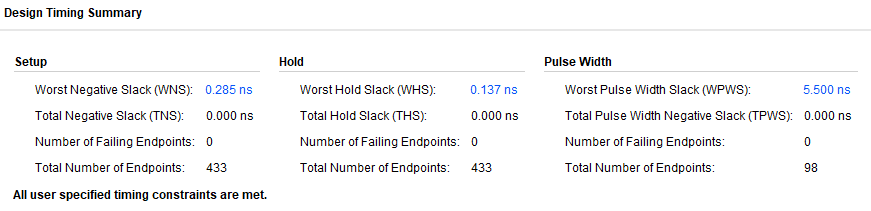 Design Timing Summary
Setup Hold Pulse Width
Worst Negative Slack (WNS): 0.285 ns Worst Hold Slack (WHS): 0.137 ns Worst Pulse Width Slack (WPWS): 5.500 ns
Total Negative Slack (TNS): 0.000 ns Total Hold Slack (THS): 0.000 ns Total Pulse Width Negative Slack (TPWS): 0.000 ns
Number of Failing Endpoints: 0 Number of Failing Endpoints: 0 Number of Failing Endpoints: 0
Total Number of Endpoints: 433 Total Number of Endpoints: 433 Total Number of Endpoints: 98
All user specified timing constraints are met.